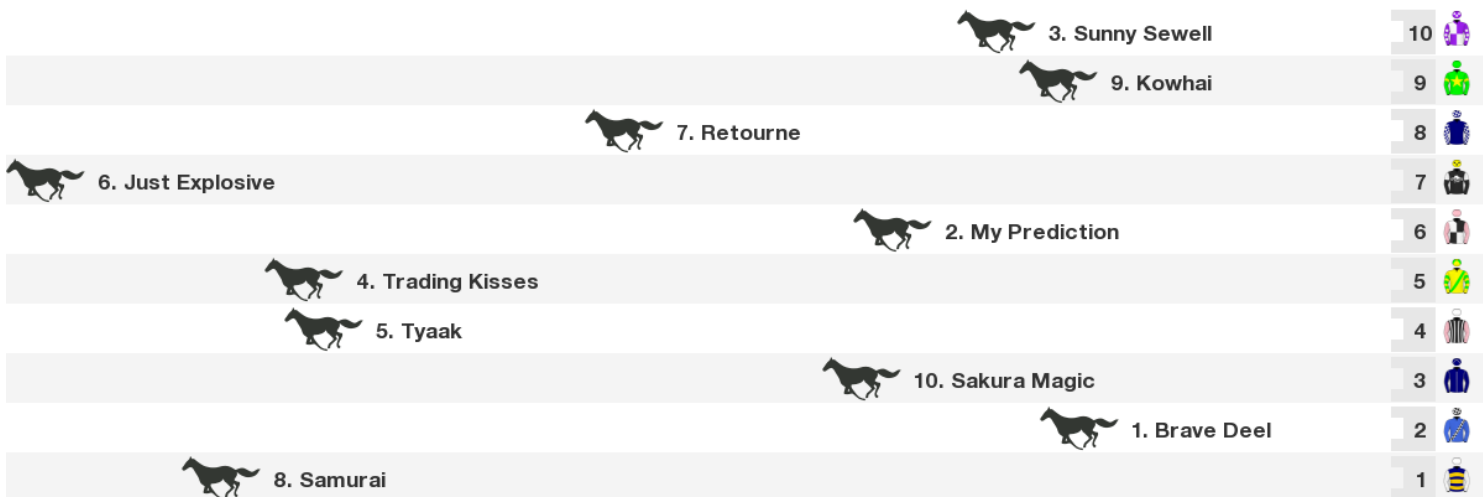 3. Sunny Sewell 10
9. Kowhai 9
7. Retourne 8
6. Just Explosive 7
2. My Prediction 6
4. Trading Kisses 5
5. Tyaak 4
10. Sakura Magic 3
1. Brave Deel 2
8. Samurai 1